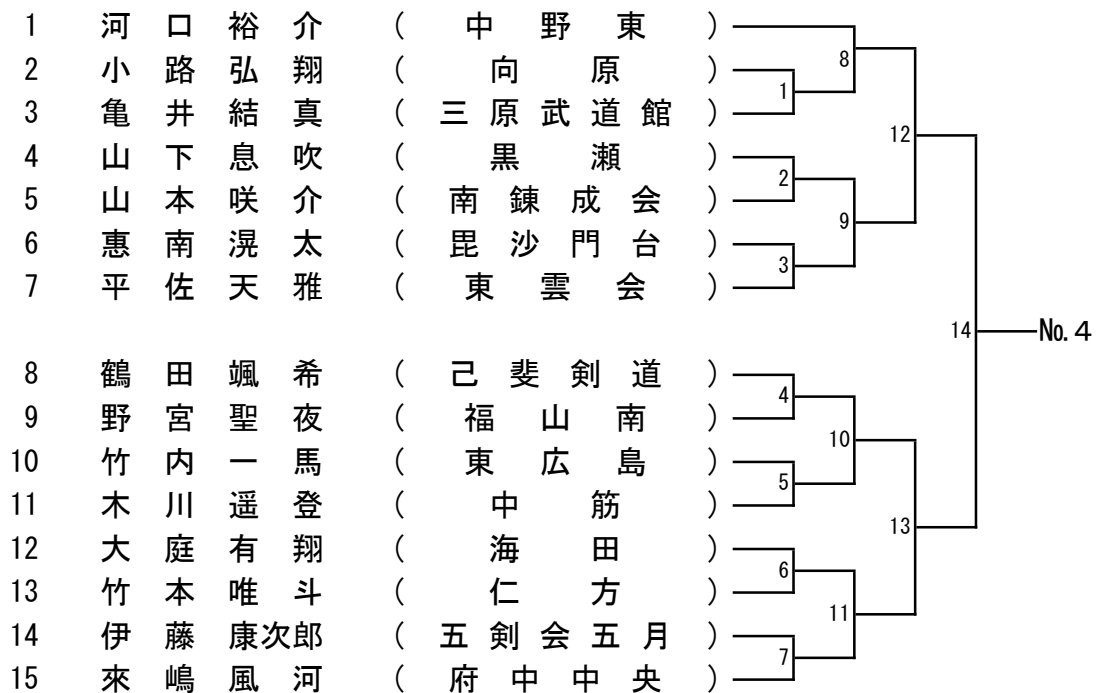 1 河口裕介 (中野東)
8
2 小路弘翔 (向原)
1
3 亀井結真 (三原武道館)
12
4 山下息吹 (黒瀬)
2
5 山本咲介 (南錬成会)
9
6 惠南滉太 (毘沙門台)
3
7 平佐天雅 (東雲会)
14 No.4
8 鶴田颯希 (己斐剣道)
4
9 野宮聖夜 (福山南)
10
10 竹内一馬 (東広島)
5
11 木川遥登 (中筋)
13
12 大庭有翔 (海田)
6
13 竹本唯斗 (仁方)
11
14 伊藤康次郎 (五剣会五月)
7
15 來嶋風河 (府中中央)